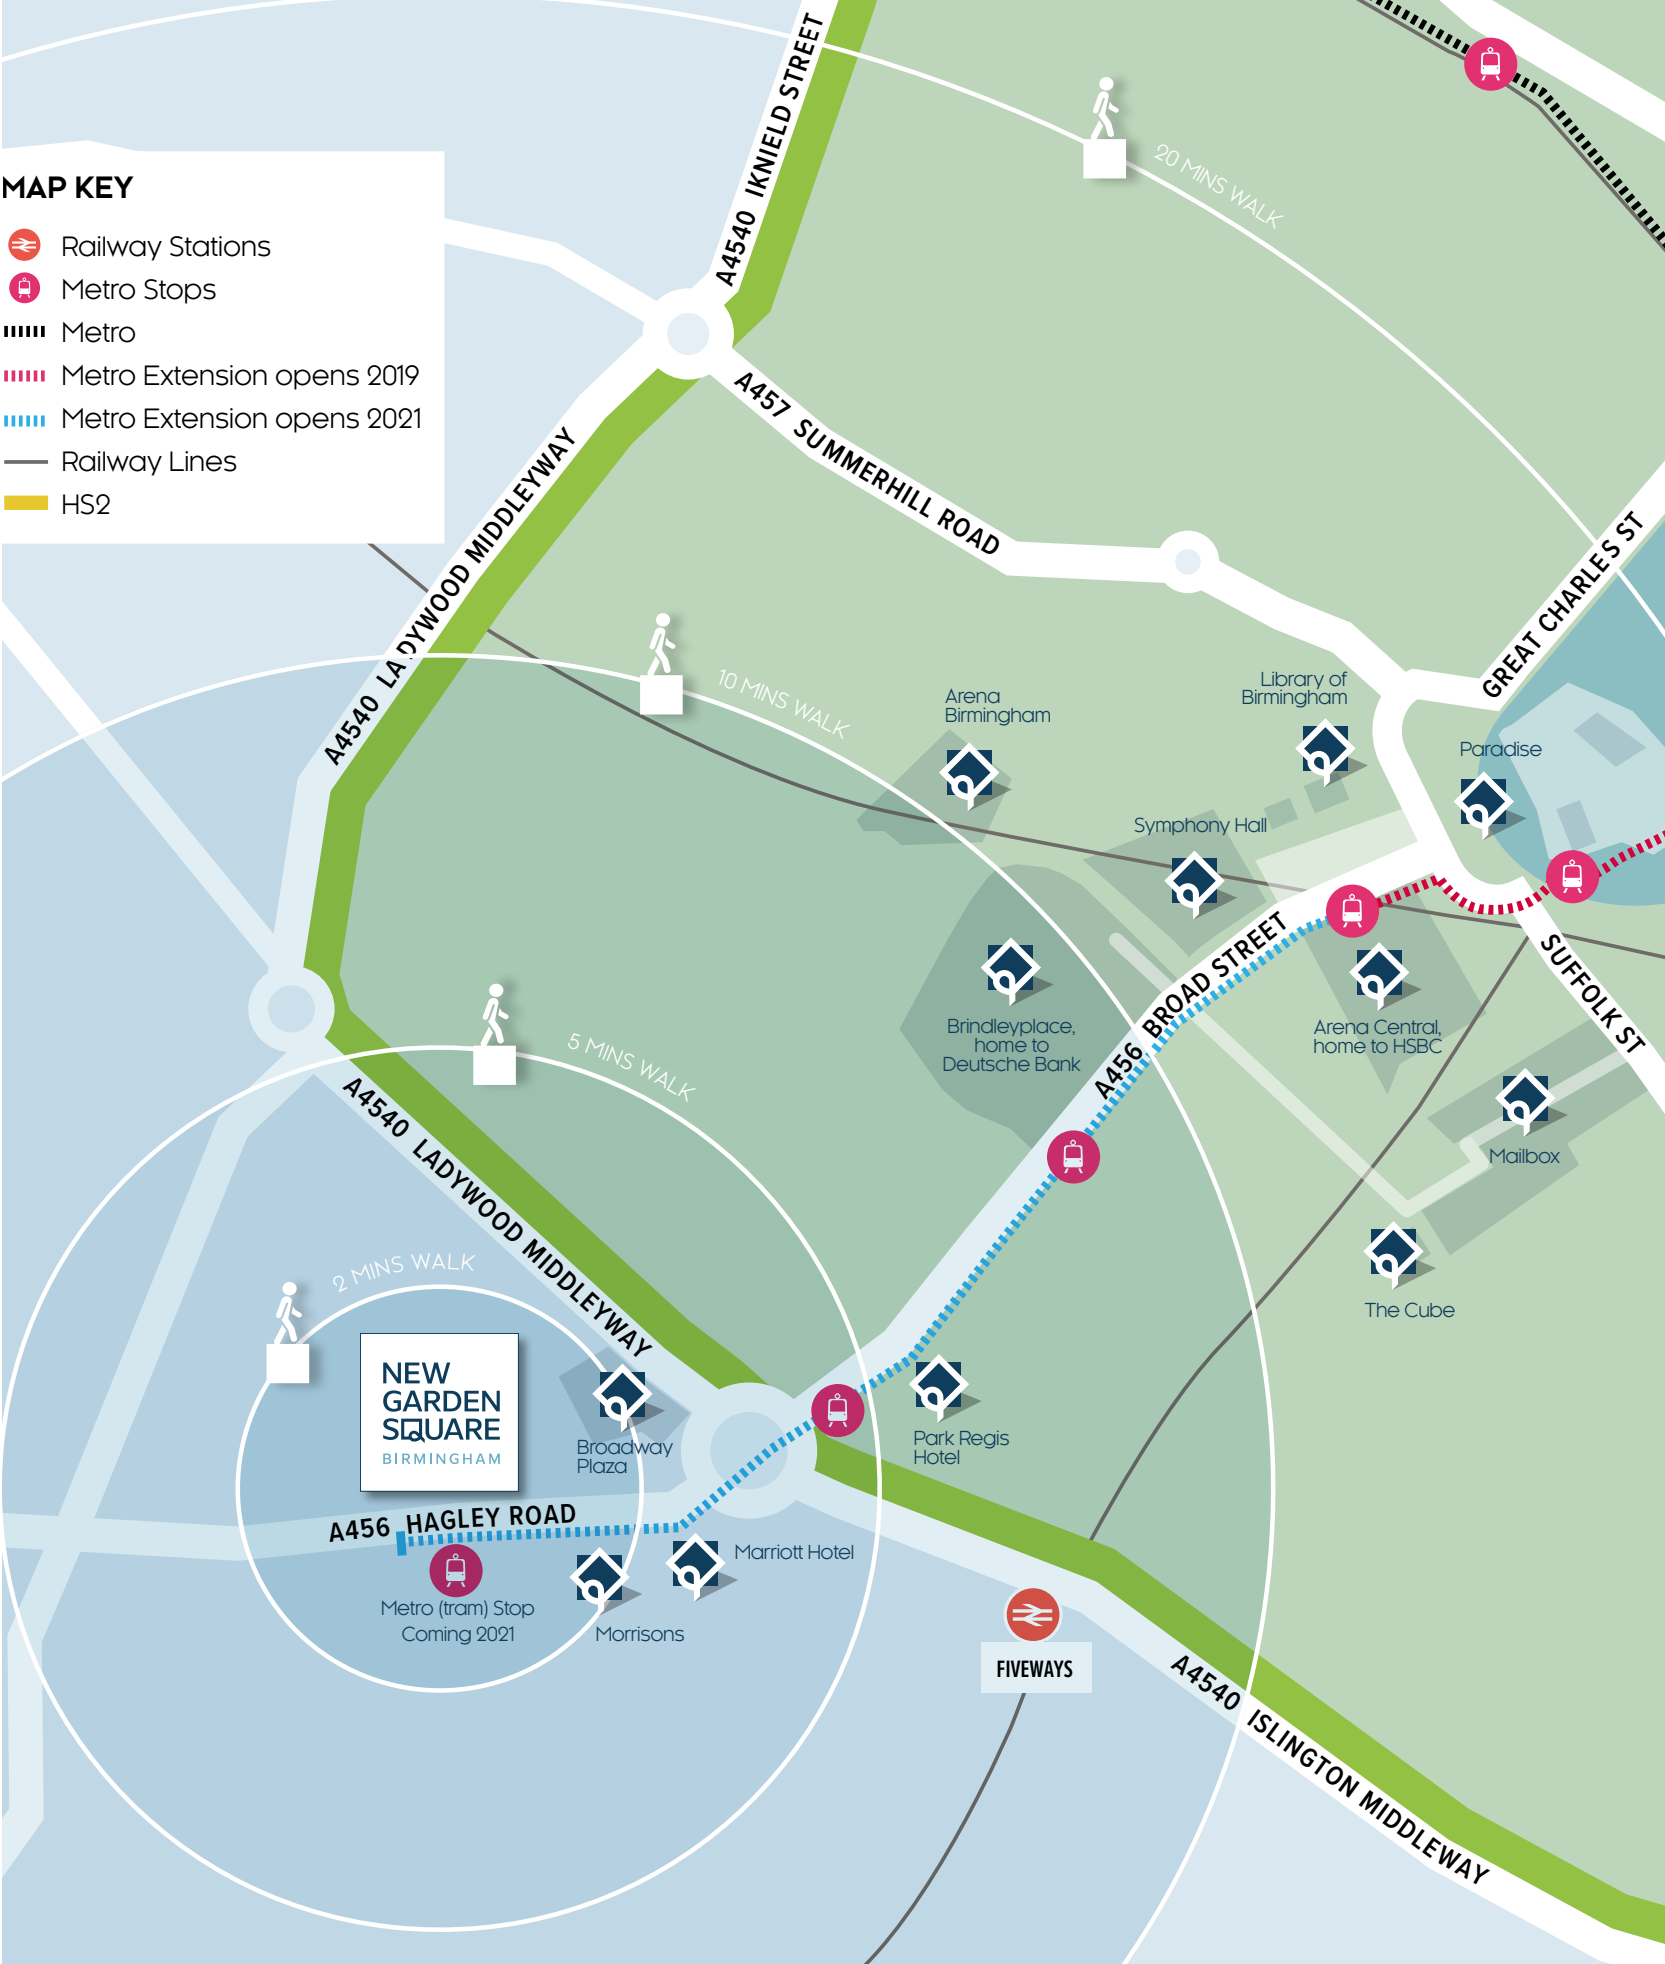 A4540 IKNIELD STREET
20 MINS WALK
MAP KEY
Railway Stations
Metro Stops
Metro
Metro Extension opens 2019
Metro Extension opens 2021
Railway Lines
HS2
A457 SUMMERHILL ROAD
A4540 LADYWOOD MIDDLEYWAY
GREAT CHARLES ST
10 MINS WALK
Arena
Birmingham
Library of
Birmingham
Paradise
Symphony Hall
A456 BROAD STREET
SUFFOLK ST
Brindleyplace,
home to
Deutsche Bank
Arena Central,
home to HSBC
5 MINS WALK
A4540 LADYWOOD MIDDLEYWAY
Mailbox
The Cube
2 MINS WALK
NEW
GARDEN
SQUARE
BIRMINGHAM
Broadway
Plaza
Park Regis
Hotel
A456 HAGLEY ROAD
Marriott Hotel
Metro (tram) Stop
Coming 2021
Morrisons
FIVEWAYS
A4540 ISLINGTON MIDDLEWAY